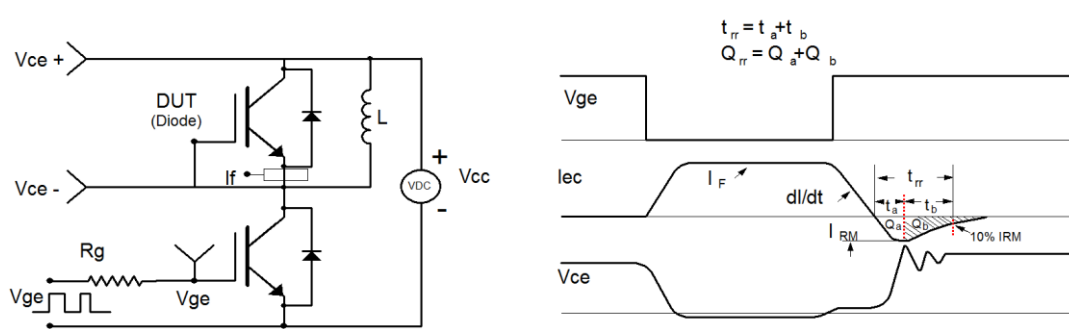 Vce +
DUT
(Diode)
L
If
Vce -
+
VDC
Vcc
-
Rg
Vge
Vge
t rr = t a + t b
Q rr = Q a + Q b
Vge
Iec
I F
dI/dt
t rr
t a
t b
Q a
Q b
I RM
10% IRM
Vce